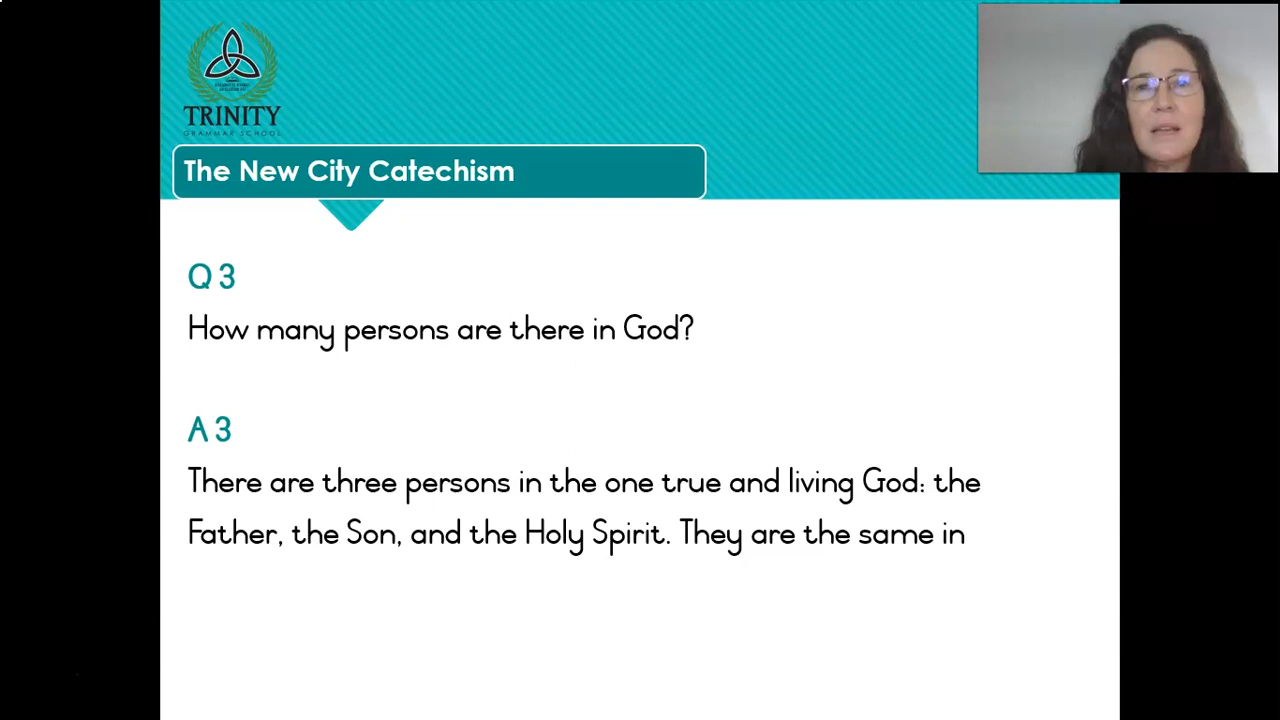 TRINITY
GRAMMAR SCHOOL
The New City Catechism
Q 3
How many persons are there in God?
A 3
There are three persons in the one true and living God: the
Father, the Son, and the Holy Spirit. They are the same in